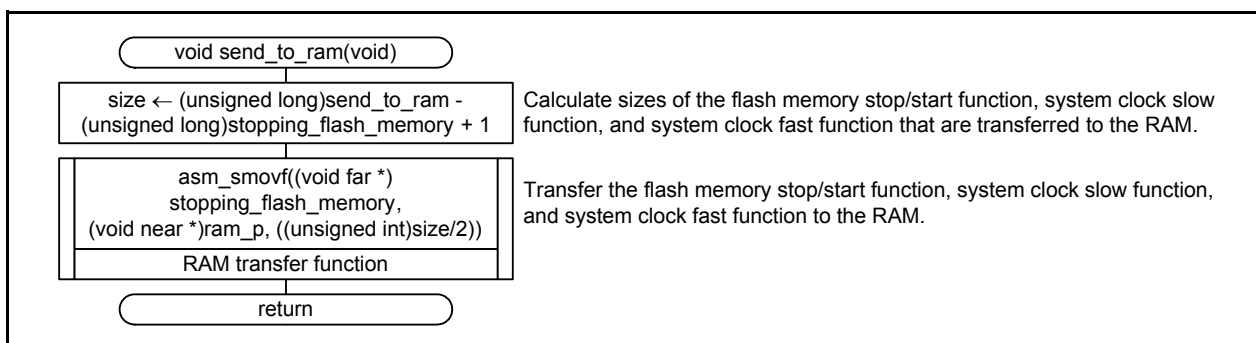 void send_to_ram(void)
size ← (unsigned long)send_to_ram -
(unsigned long)stopping_flash_memory + 1
Calculate sizes of the flash memory stop/start function, system clock slow
function, and system clock fast function that are transferred to the RAM.
asm_smovf((void far *)
stopping_flash_memory,
(void near *)ram_p, ((unsigned int)size/2))
Transfer the flash memory stop/start function, system clock slow function,
and system clock fast function to the RAM.
RAM transfer function
return